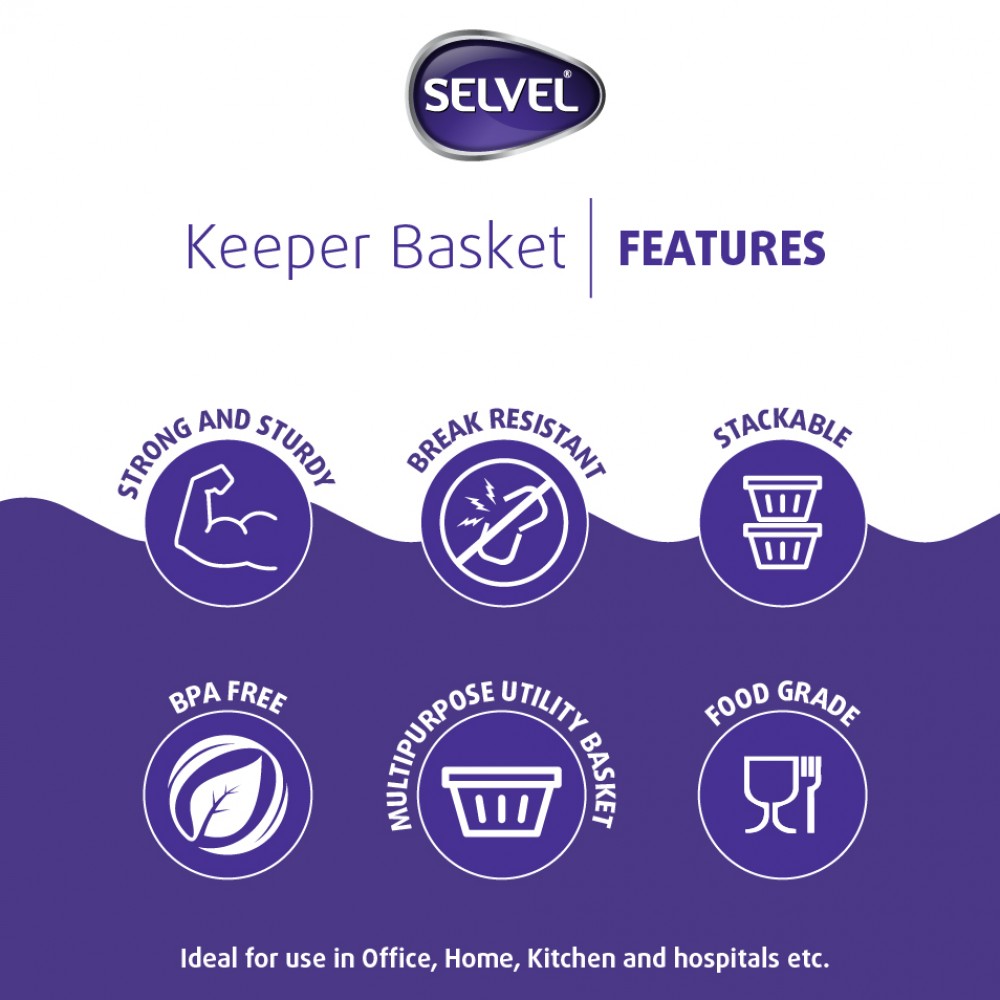 SELVEL®
Keeper Basket | FEATURES
STRONG AND STURDY
BREAK RESISTANT
STACKABLE
BPA FREE
MULTIPURPOSE UTILITY BASKET
FOOD GRADE
Ideal for use in Office, Home, Kitchen and hospitals etc.